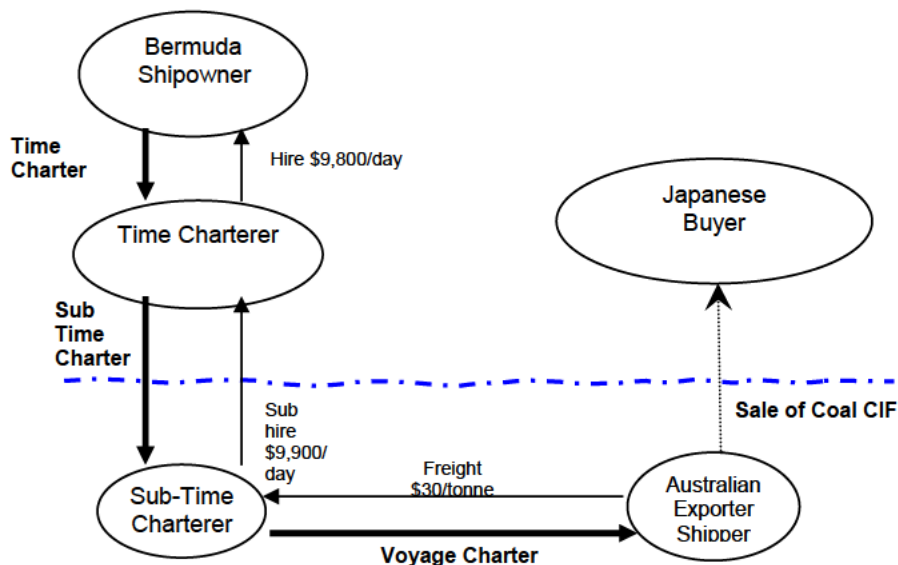 Bermuda
Shipowner
Time
Charter
Hire $9,800/day
Time Charterer
Japanese
Buyer
Sub
Time
Charter
Sale of Coal CIF
Sub
hire
$9,900/
day
Freight
$30/tonne
Sub-Time
Charterer
Australian
Exporter
Shipper
Voyage Charter